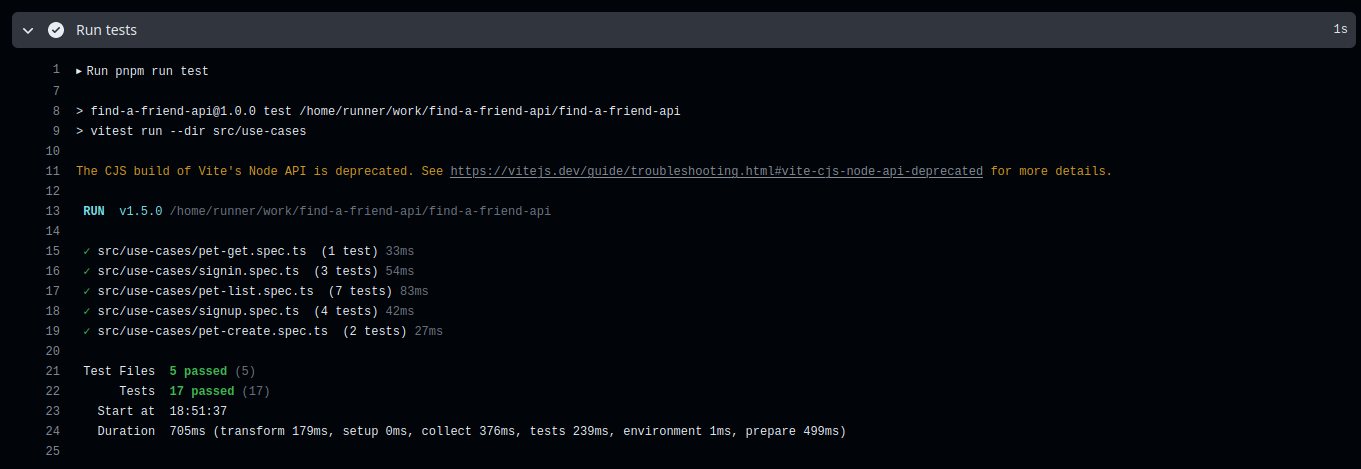 Run tests 1s
1 ▸ Run pnpm run test
7
8 > find-a-friend-api@1.0.0 test /home/runner/work/find-a-friend-api/find-a-friend-api
9 > vitest run --dir src/use-cases
10
11 The CJS build of Vite's Node API is deprecated. See https://vitejs.dev/guide/troubleshooting.html#vite-cjs-node-api-deprecated for more details.
12
13 RUN v1.5.0 /home/runner/work/find-a-friend-api/find-a-friend-api
14
15 ✓ src/use-cases/pet-get.spec.ts (1 test) 33ms
16 ✓ src/use-cases/signin.spec.ts (3 tests) 54ms
17 ✓ src/use-cases/pet-list.spec.ts (7 tests) 83ms
18 ✓ src/use-cases/signup.spec.ts (4 tests) 42ms
19 ✓ src/use-cases/pet-create.spec.ts (2 tests) 27ms
20
21 Test Files 5 passed (5)
22 Tests 17 passed (17)
23 Start at 18:51:37
24 Duration 705ms (transform 179ms, setup 0ms, collect 376ms, tests 239ms, environment 1ms, prepare 499ms)
25